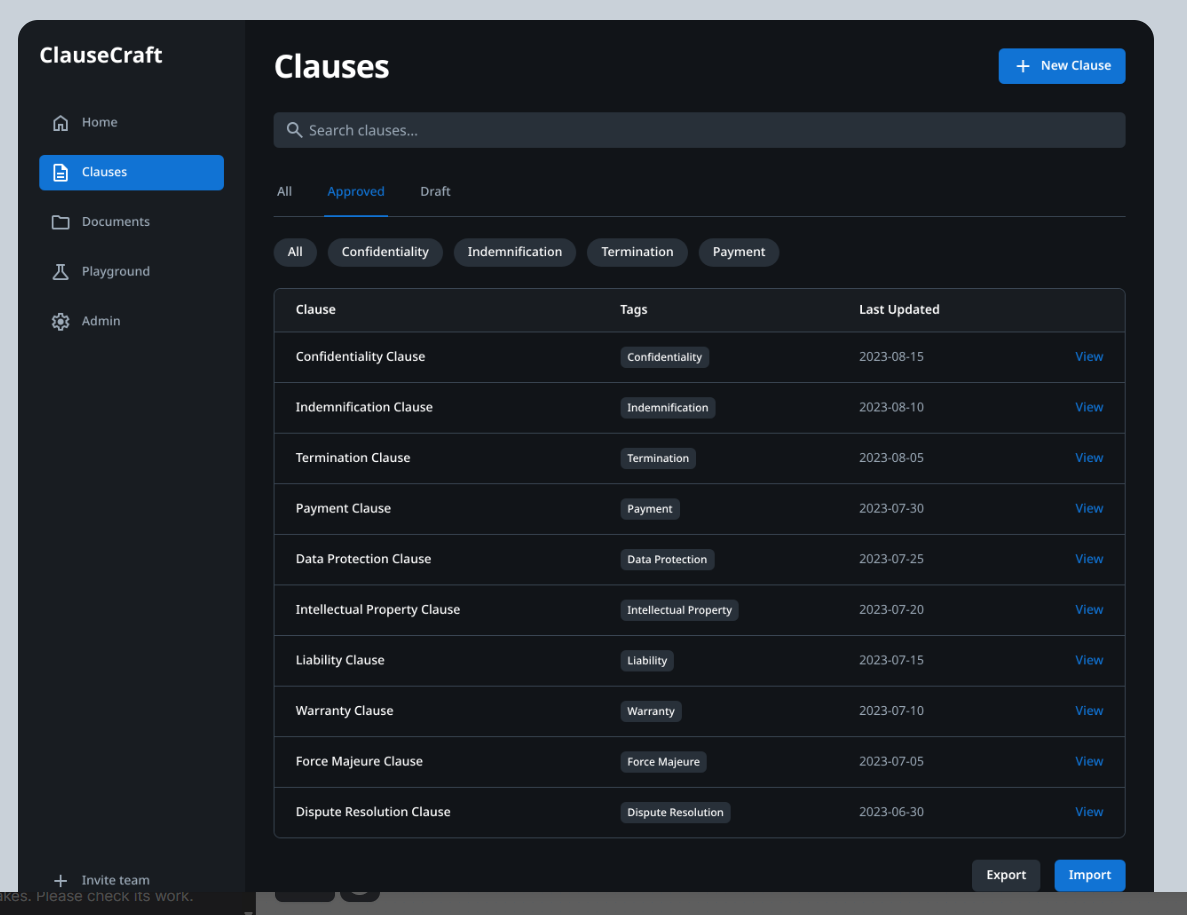 ClauseCraft
Home
Clauses
Documents
Playground
Admin
Invite team
Clauses
New Clause
Search clauses...
All Approved Draft
All Confidentiality Indemnification Termination Payment
Clause Tags Last Updated
Confidentiality Clause Confidentiality 2023-08-15 View
Indemnification Clause Indemnification 2023-08-10 View
Termination Clause Termination 2023-08-05 View
Payment Clause Payment 2023-07-30 View
Data Protection Clause Data Protection 2023-07-25 View
Intellectual Property Clause Intellectual Property 2023-07-20 View
Liability Clause Liability 2023-07-15 View
Warranty Clause Warranty 2023-07-10 View
Force Majeure Clause Force Majeure 2023-07-05 View
Dispute Resolution Clause Dispute Resolution 2023-06-30 View
Export Import
akes. Please check its work.